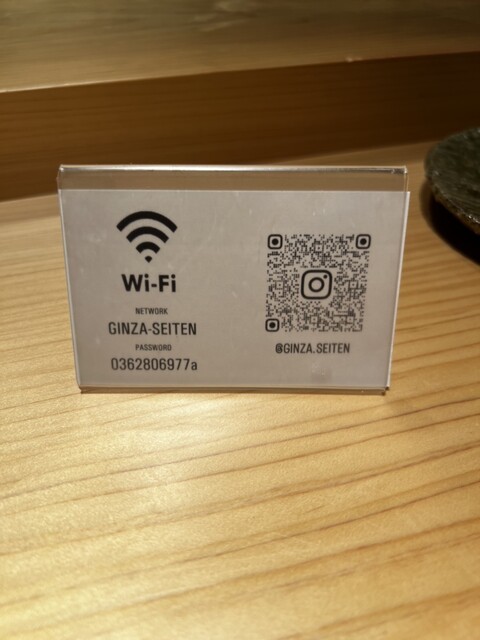 Wi-Fi
NETWORK
GINZA-SEITEN
PASSWORD
0362806977a
@GINZA.SEITEN